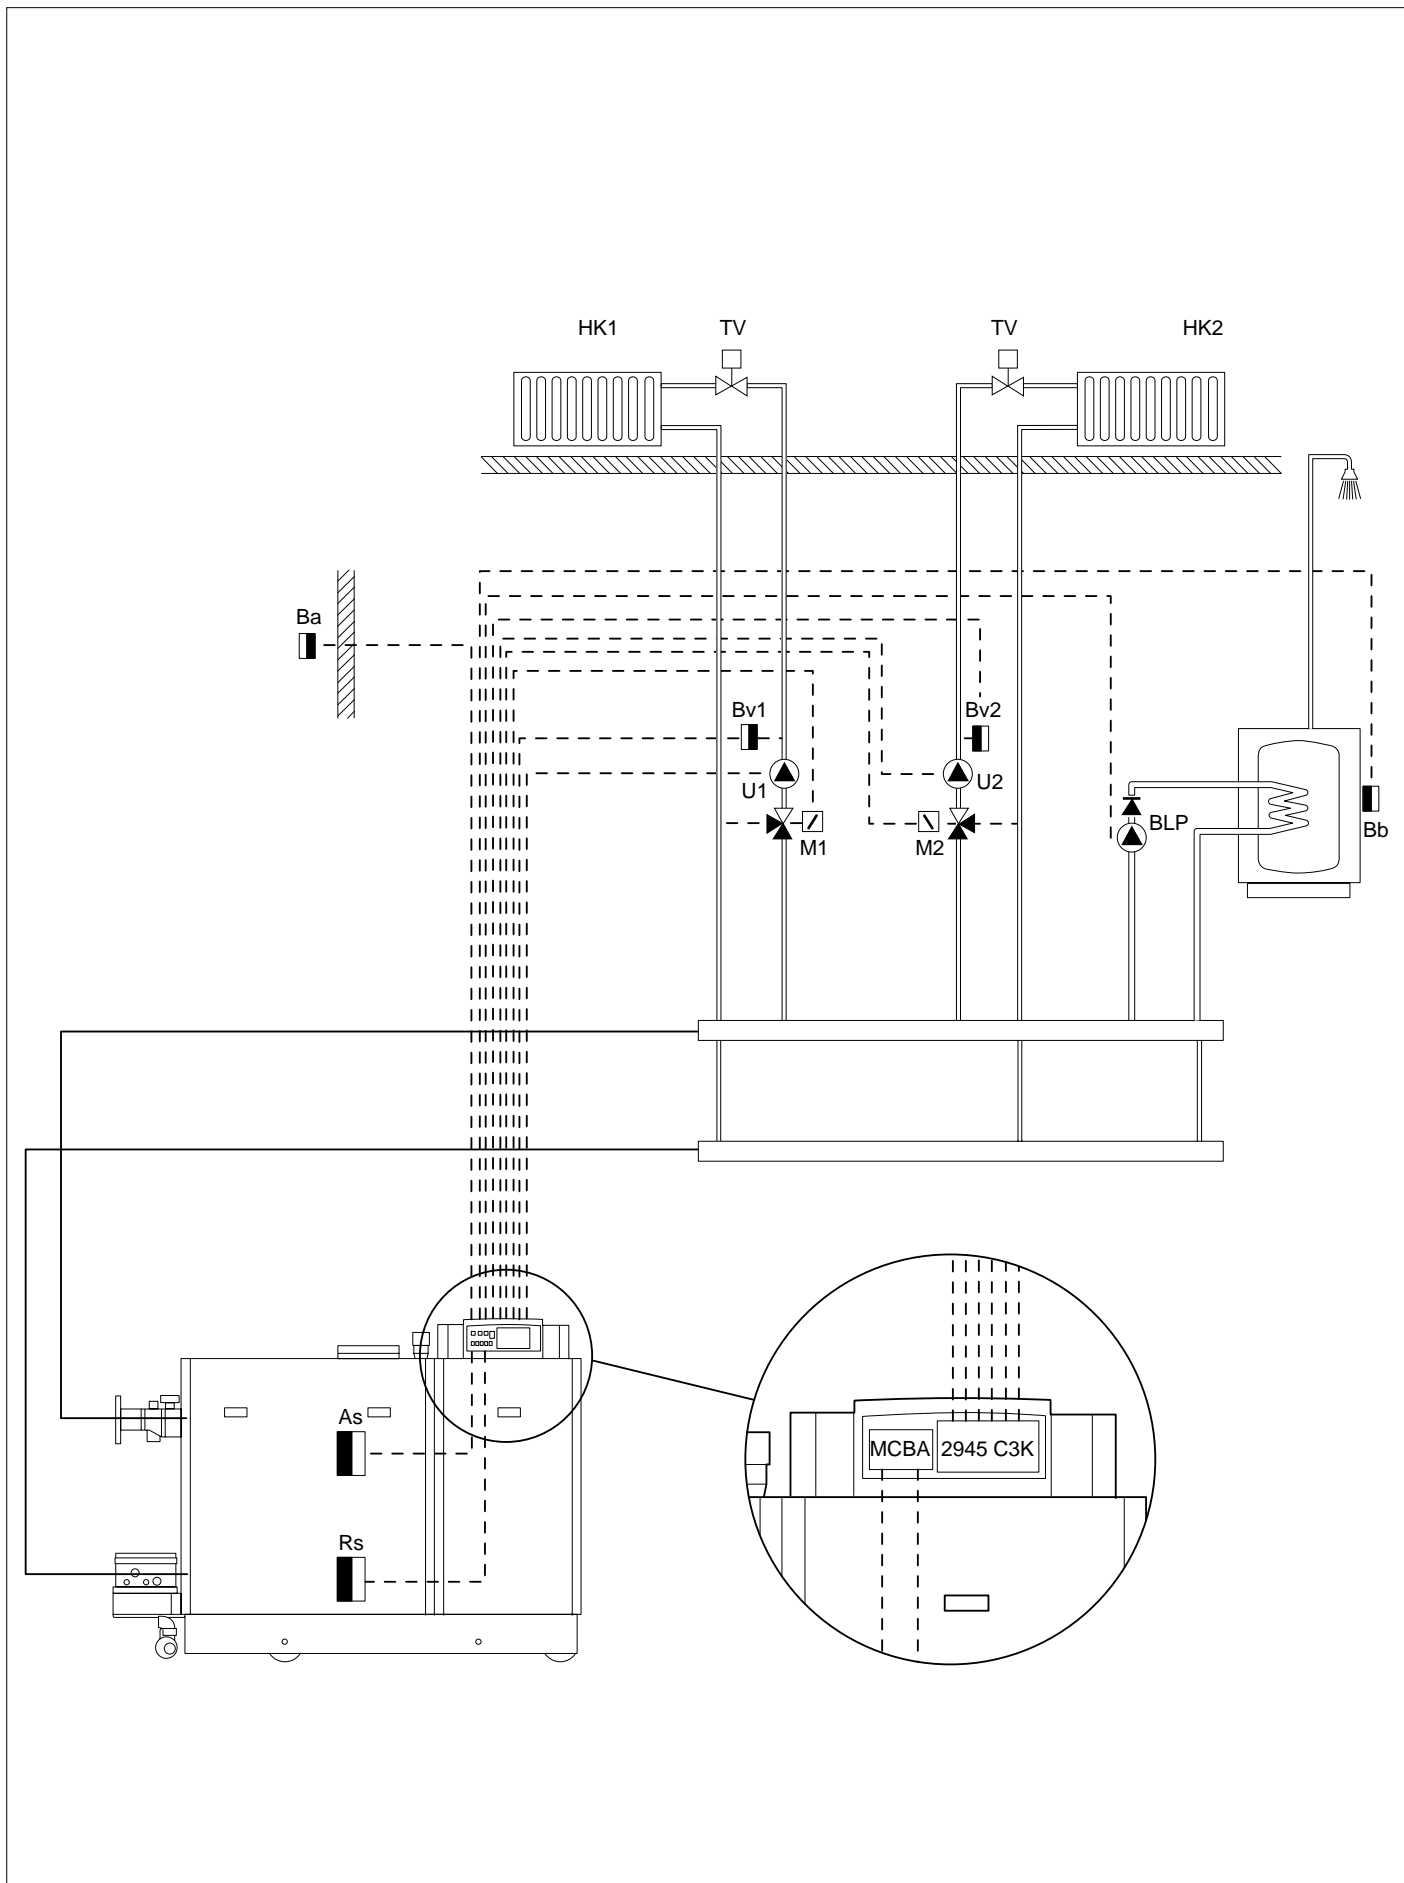 HK1 TV TV HK2
Ba
Bv1 Bv2
U1 U2
M1 M2 BLP Bb
As
MCBA 2945 C3K
Rs